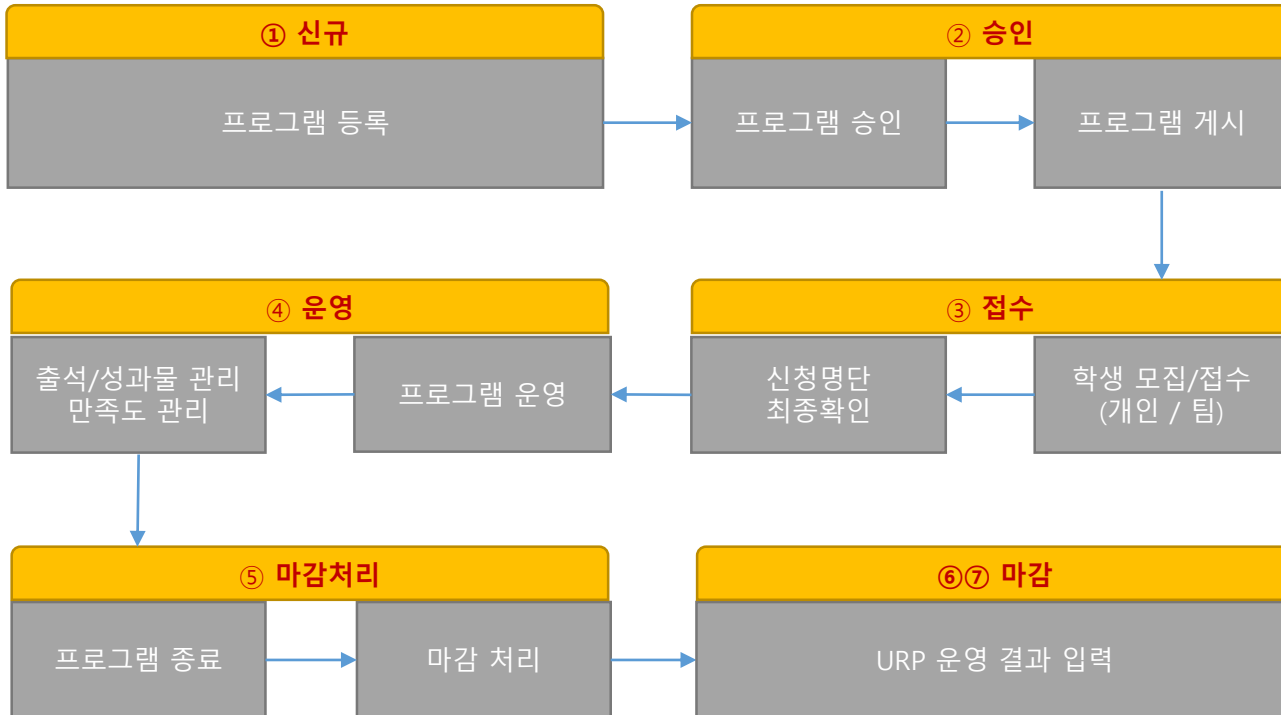 ① 신규
프로그램 등록
② 승인
프로그램 승인
프로그램 게시
③ 접수
학생 모집/접수
(개인 / 팀)
신청명단
최종확인
④ 운영
프로그램 운영
출석/성과물 관리
만족도 관리
⑤ 마감처리
프로그램 종료
마감 처리
⑥⑦ 마감
URP 운영 결과 입력